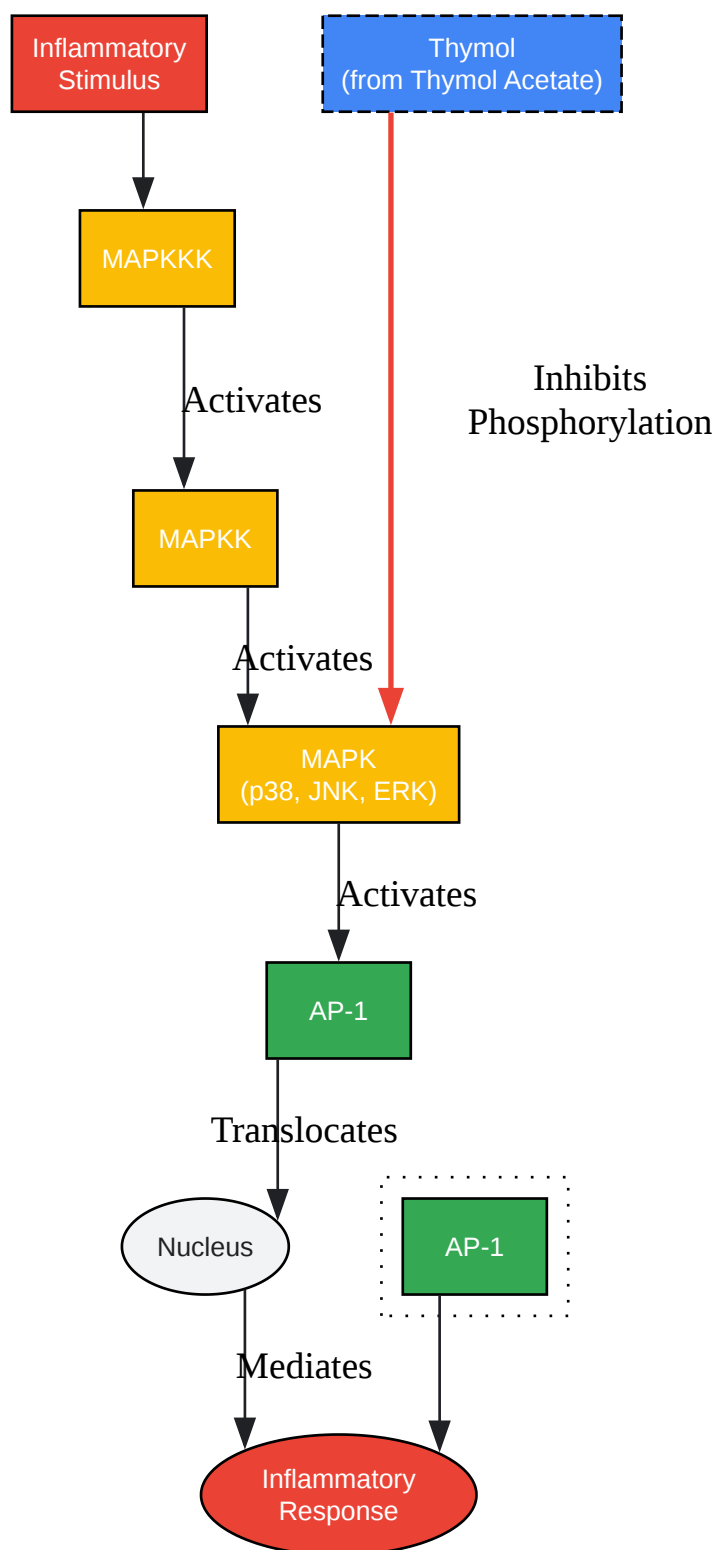 Inflammatory
Stimulus
Thymol
(from Thymol Acetate)
MAPKKK
Inhibits
Phosphorylation
Activates
MAPKK
Activates
MAPK
(p38, JNK, ERK)
Activates
AP-1
Translocates
Nucleus
AP-1
Mediates
Inflammatory
Response